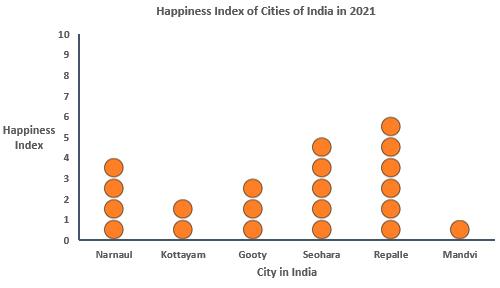 Happiness Index of Cities of India in 2021
10
9
8
7
6
5
4
3
2
1
0
Happiness
Index
Narnaul Kottayam Gooty Seohara Repalle Mandvi
City in India